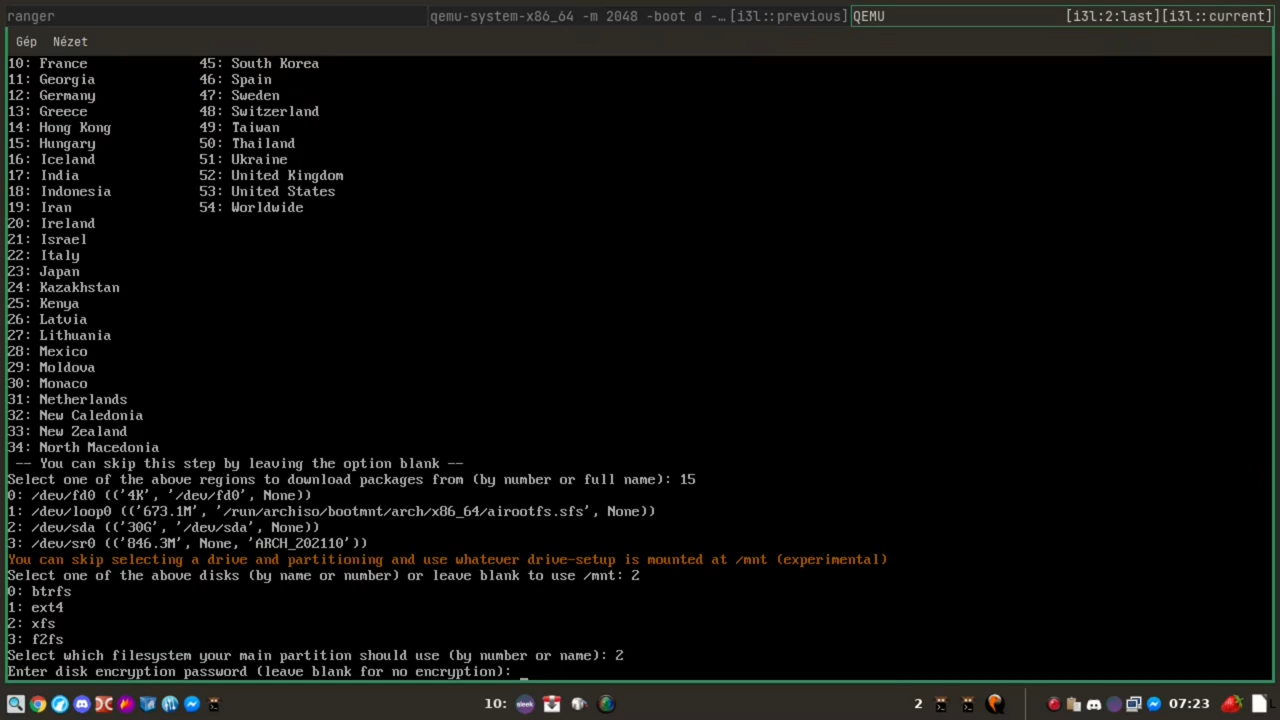 ranger
qemu-system-x86_64 -m 2048 -boot d -…[i3l::previous]
QEMU [i3l:2:last][i3l::current]
Gép Nézet
10: France 45: South Korea
11: Georgia 46: Spain
12: Germany 47: Sweden
13: Greece 48: Switzerland
14: Hong Kong 49: Taiwan
15: Hungary 50: Thailand
16: Iceland 51: Ukraine
17: India 52: United Kingdom
18: Indonesia 53: United States
19: Iran 54: Worldwide
20: Ireland
21: Israel
22: Italy
23: Japan
24: Kazakhstan
25: Kenya
26: Latvia
27: Lithuania
28: Mexico
29: Moldova
30: Monaco
31: Netherlands
32: New Caledonia
33: New Zealand
34: North Macedonia
-- You can skip this step by leaving the option blank --
Select one of the above regions to download packages from (by number or full name): 15
0: /dev/fd0 (('4K', '/dev/fd0', None))
1: /dev/loop0 (('673.1M', '/run/archiso/bootmnt/arch/x86_64/airootfs.sfs', None))
2: /dev/sda (('30G', '/dev/sda', None))
3: /dev/sr0 (('846.3M', None, 'ARCH_202110'))
You can skip selecting a drive and partitioning and use whatever drive-setup is mounted at /mnt (experimental)
Select one of the above disks (by name or number) or leave blank to use /mnt: 2
0: btrfs
1: ext4
2: xfs
3: f2fs
Select which filesystem your main partition should use (by number or name): 2
Enter disk encryption password (leave blank for no encryption): _
10: sleek 2 07:23